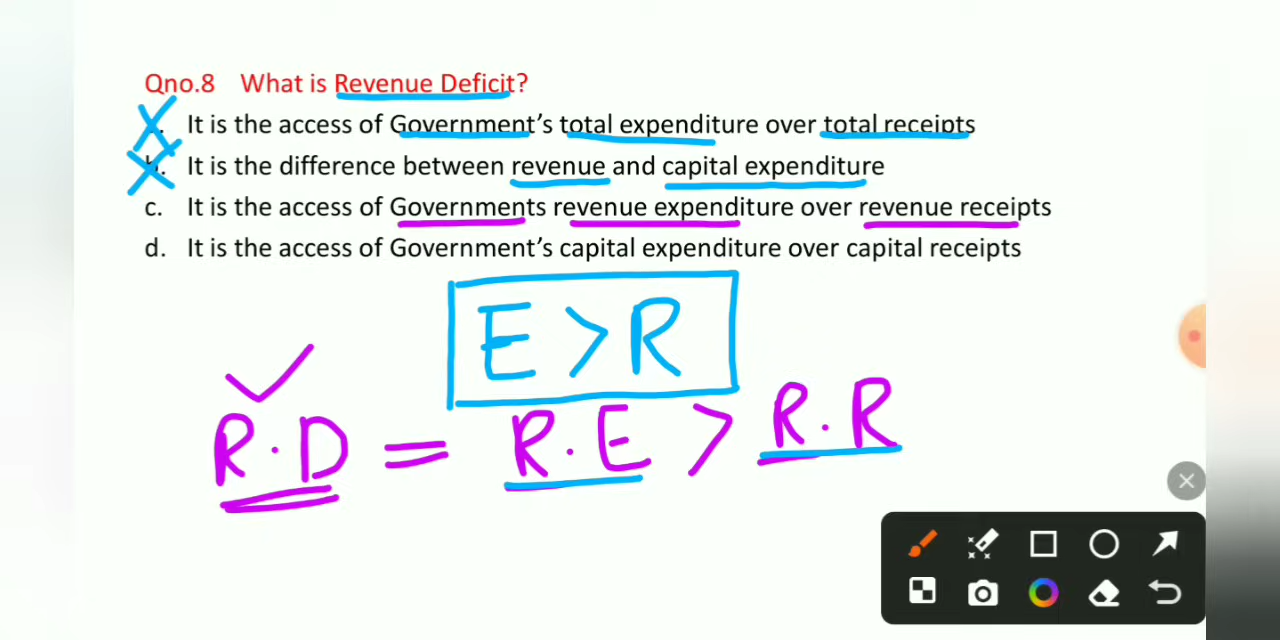 Qno.8 What is Revenue Deficit?
It is the access of Government's total expenditure over total receipts
b. It is the difference between revenue and capital expenditure
c. It is the access of Governments revenue expenditure over revenue receipts
d. It is the access of Government's capital expenditure over capital receipts
E > R
R.D = R.E > R.R